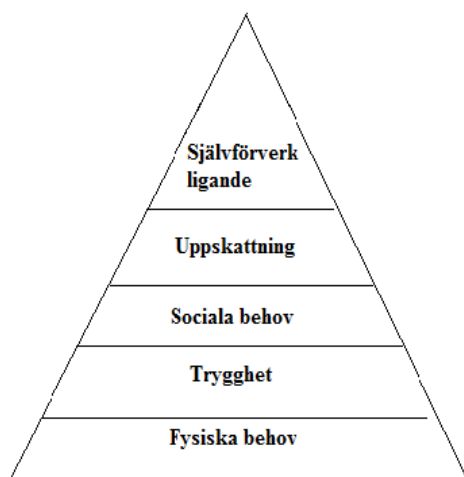 Självförverk
ligande
Uppskattning
Sociala behov
Trygghet
Fysiska behov